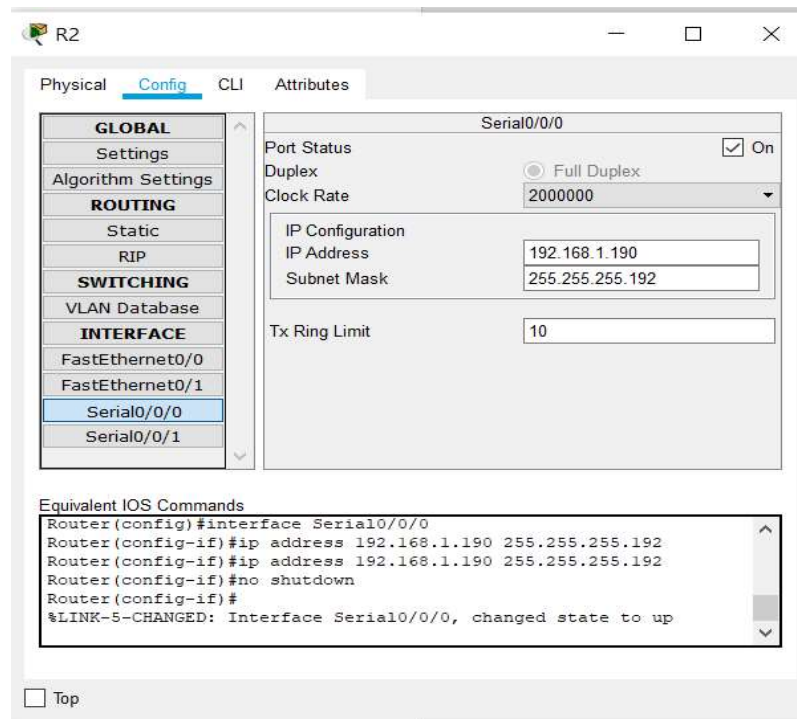 R2
Physical Config CLI Attributes
GLOBAL
Settings
Algorithm Settings
ROUTING
Static
RIP
SWITCHING
VLAN Database
INTERFACE
FastEthernet0/0
FastEthernet0/1
Serial0/0/0
Serial0/0/1
Serial0/0/0
Port Status On
Duplex Full Duplex
Clock Rate 2000000
IP Configuration
IP Address 192.168.1.190
Subnet Mask 255.255.255.192
Tx Ring Limit 10
Equivalent IOS Commands
Router(config)#interface Serial0/0/0
Router(config-if)#ip address 192.168.1.190 255.255.255.192
Router(config-if)#ip address 192.168.1.190 255.255.255.192
Router(config-if)#no shutdown
Router(config-if)#
%LINK-5-CHANGED: Interface Serial0/0/0, changed state to up
Top